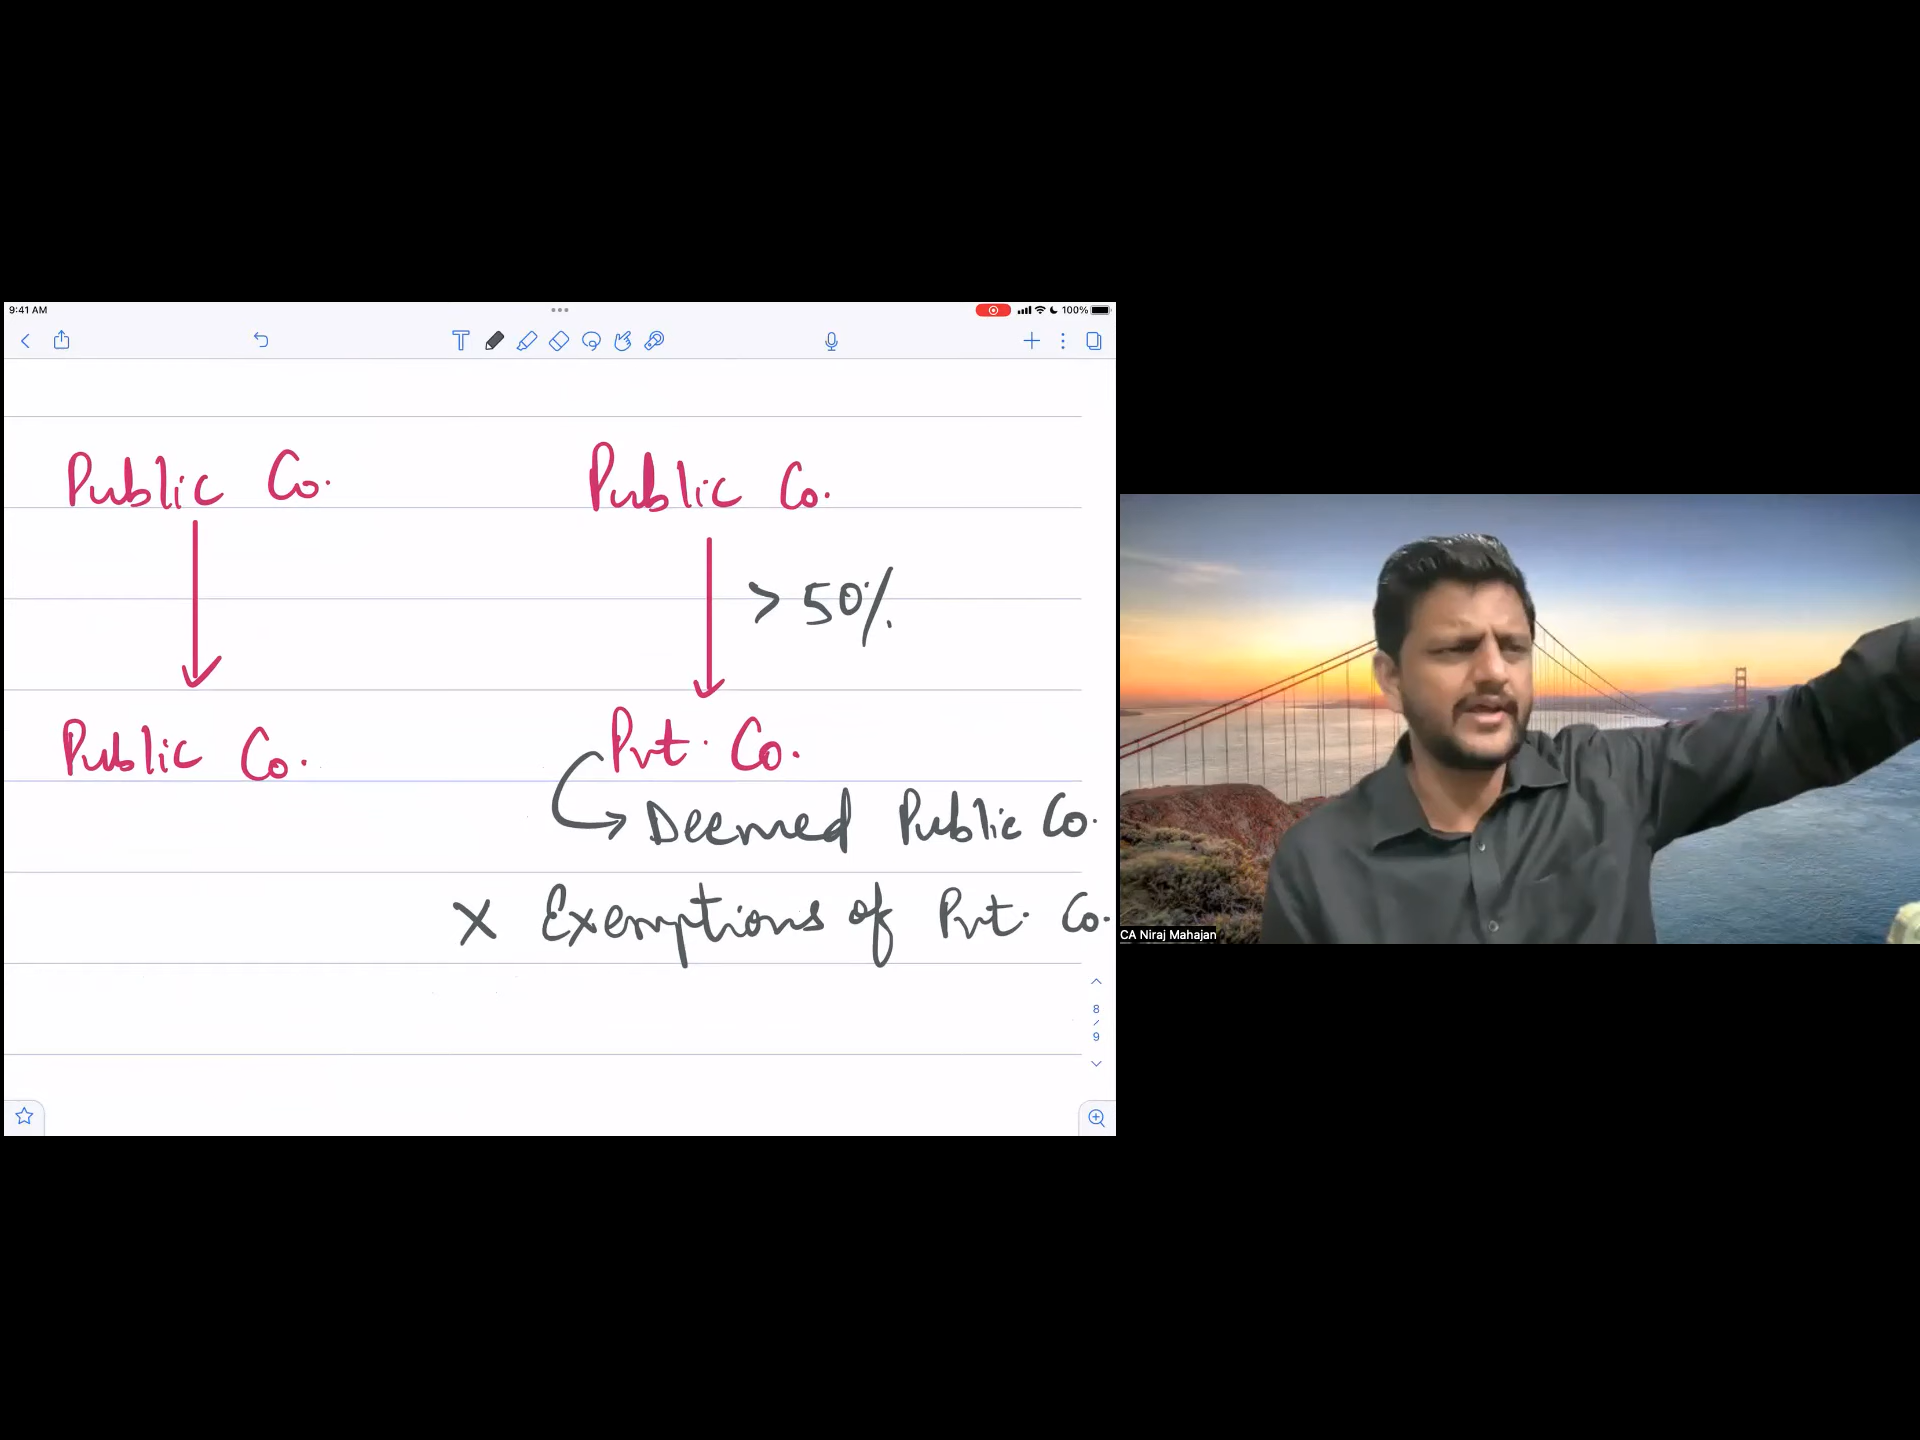 9:41 AM
100%
Public Co. Public Co.
> 50%
Public Co. Pvt. Co.
Deemed Public Co.
X Exemptions of Pvt. Co.
CA Niraj Mahajan
8
/
9